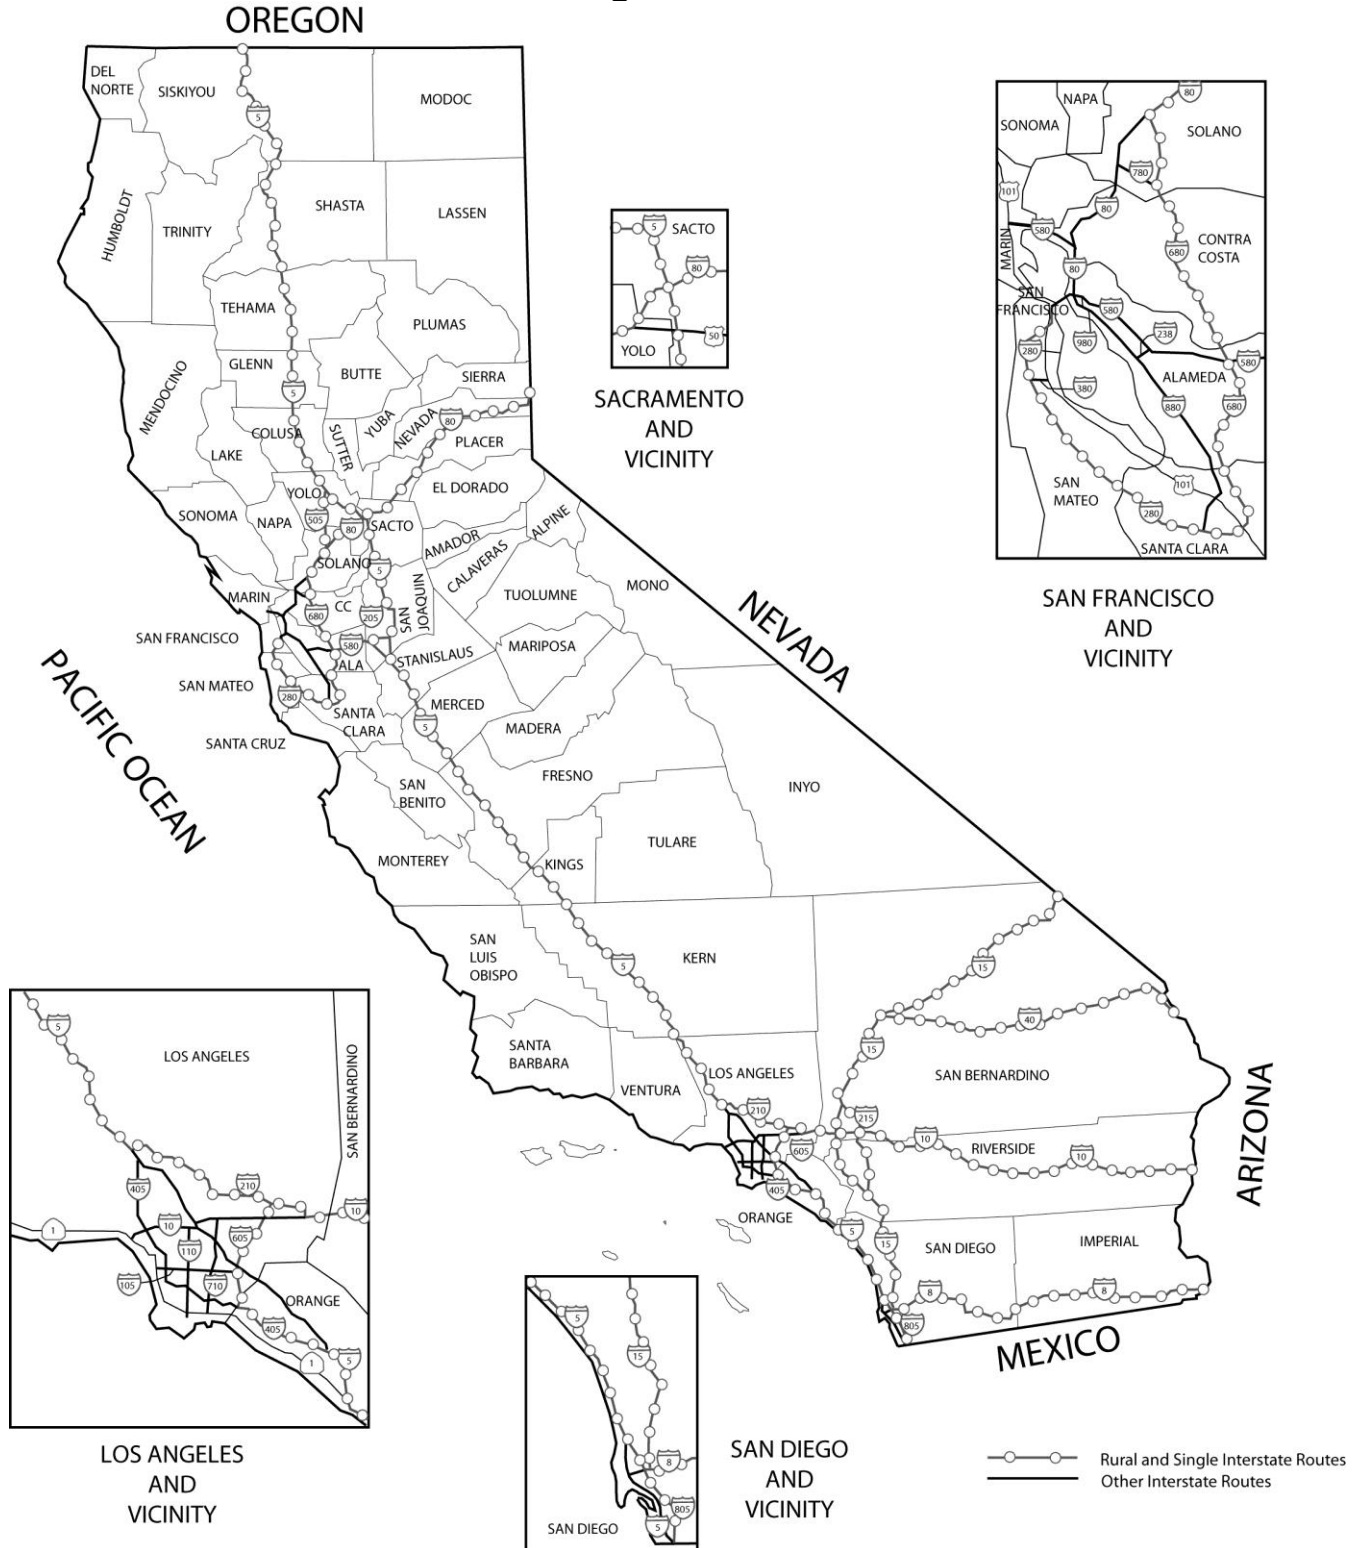 OREGON
DEL
NORTE
SISKIYOU
5
MODOC
HUMBOLDT
TRINITY
SHASTA
LASSEN
TEHAMA
PLUMAS
GLENN
BUTTE
SIERRA
MENDOCINO
5
COLUSA
SUTTER
YUBA
NEVADA
80
PLACER
LAKE
YOLO
EL DORADO
SONOMA
NAPA
505
80
SACTO
AMADOR
ALPINE
SOLANO
5
CALAVERAS
MONO
MARIN
CC
680
205
SAN
JOAQUIN
TUOLUMNE
SAN FRANCISCO
580
ALA
STANISLAUS
MARIPOSA
SAN MATEO
280
SANTA
CLARA
MERCED
5
MADERA
SANTA CRUZ
SAN
BENITO
FRESNO
INYO
MONTEREY
KINGS
TULARE
NEVADA
PACIFIC OCEAN
SAN
LUIS
OBISPO
5
KERN
15
40
SANTA
BARBARA
VENTURA
LOS ANGELES
15
SAN BERNARDINO
210
215
605
10
RIVERSIDE
10
405
ORANGE
5
15
SAN DIEGO
IMPERIAL
8
8
805
ARIZONA
MEXICO
5
SACTO
80
YOLO
50
SACRAMENTO
AND
VICINITY
80
NAPA
SONOMA
SOLANO
780
101
80
580
MARIN
CONTRA
COSTA
680
80
SAN
FRANCISCO
580
238
980
280
580
ALAMEDA
380
880
680
SAN
MATEO
101
280
SANTA CLARA
SAN FRANCISCO
AND
VICINITY
5
LOS ANGELES
SAN BERNARDINO
405
210
10
1
10
605
110
105
710
ORANGE
405
1
5
LOS ANGELES
AND
VICINITY
5
15
8
805
5
SAN DIEGO
SAN DIEGO
AND
VICINITY
Rural and Single Interstate Routes
Other Interstate Routes